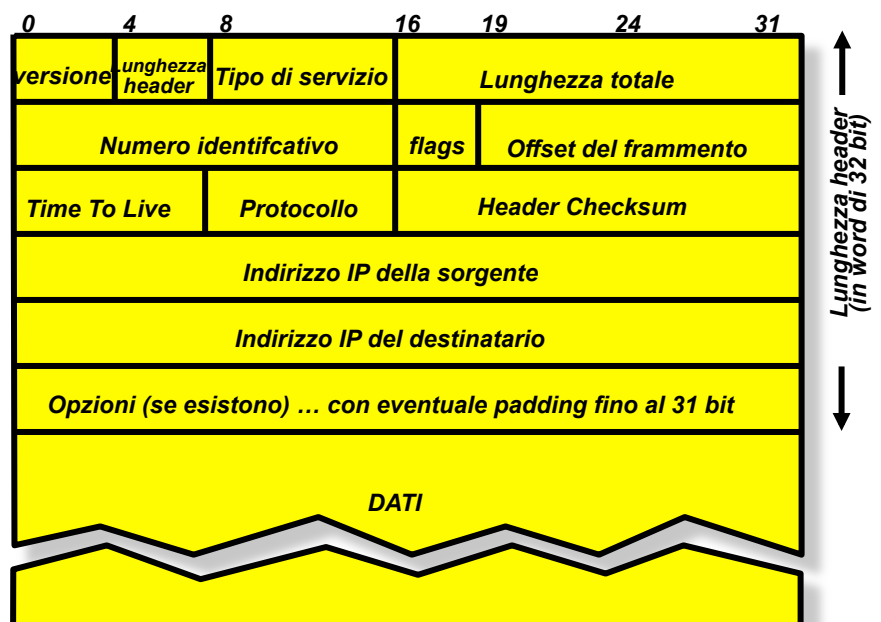 0 4 8 16 19 24 31
versione Lunghezza header Tipo di servizio Lunghezza totale
Numero identifcativo flags Offset del frammento
Time To Live Protocollo Header Checksum
Indirizzo IP della sorgente
Indirizzo IP del destinatario
Opzioni (se esistono) … con eventuale padding fino al 31 bit
DATI
Lunghezza header
(in word di 32 bit)